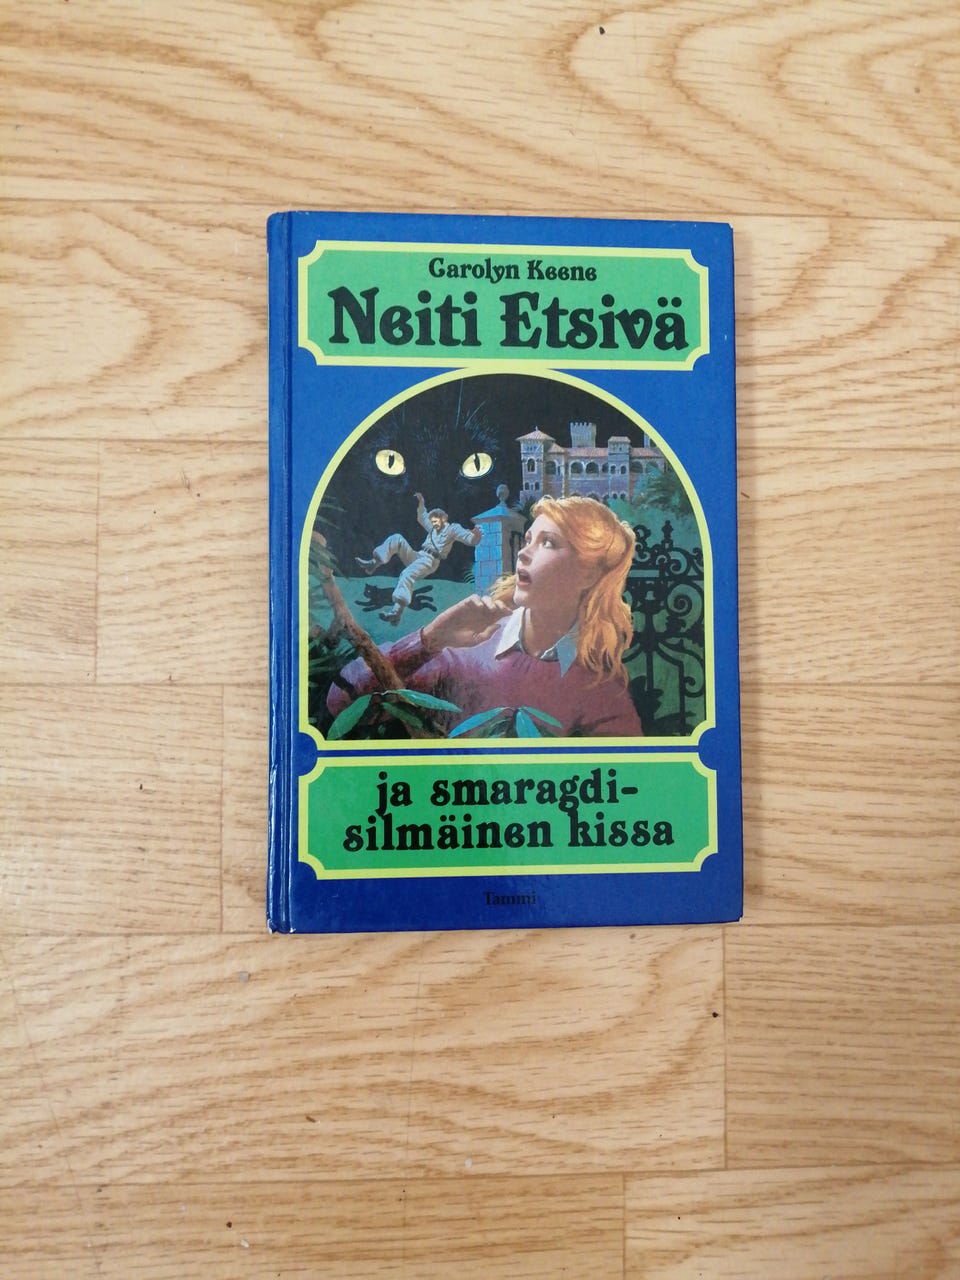 Carolyn Keene
Neiti Etsivä
ja smaragdi-
silmäinen kissa
Tammi